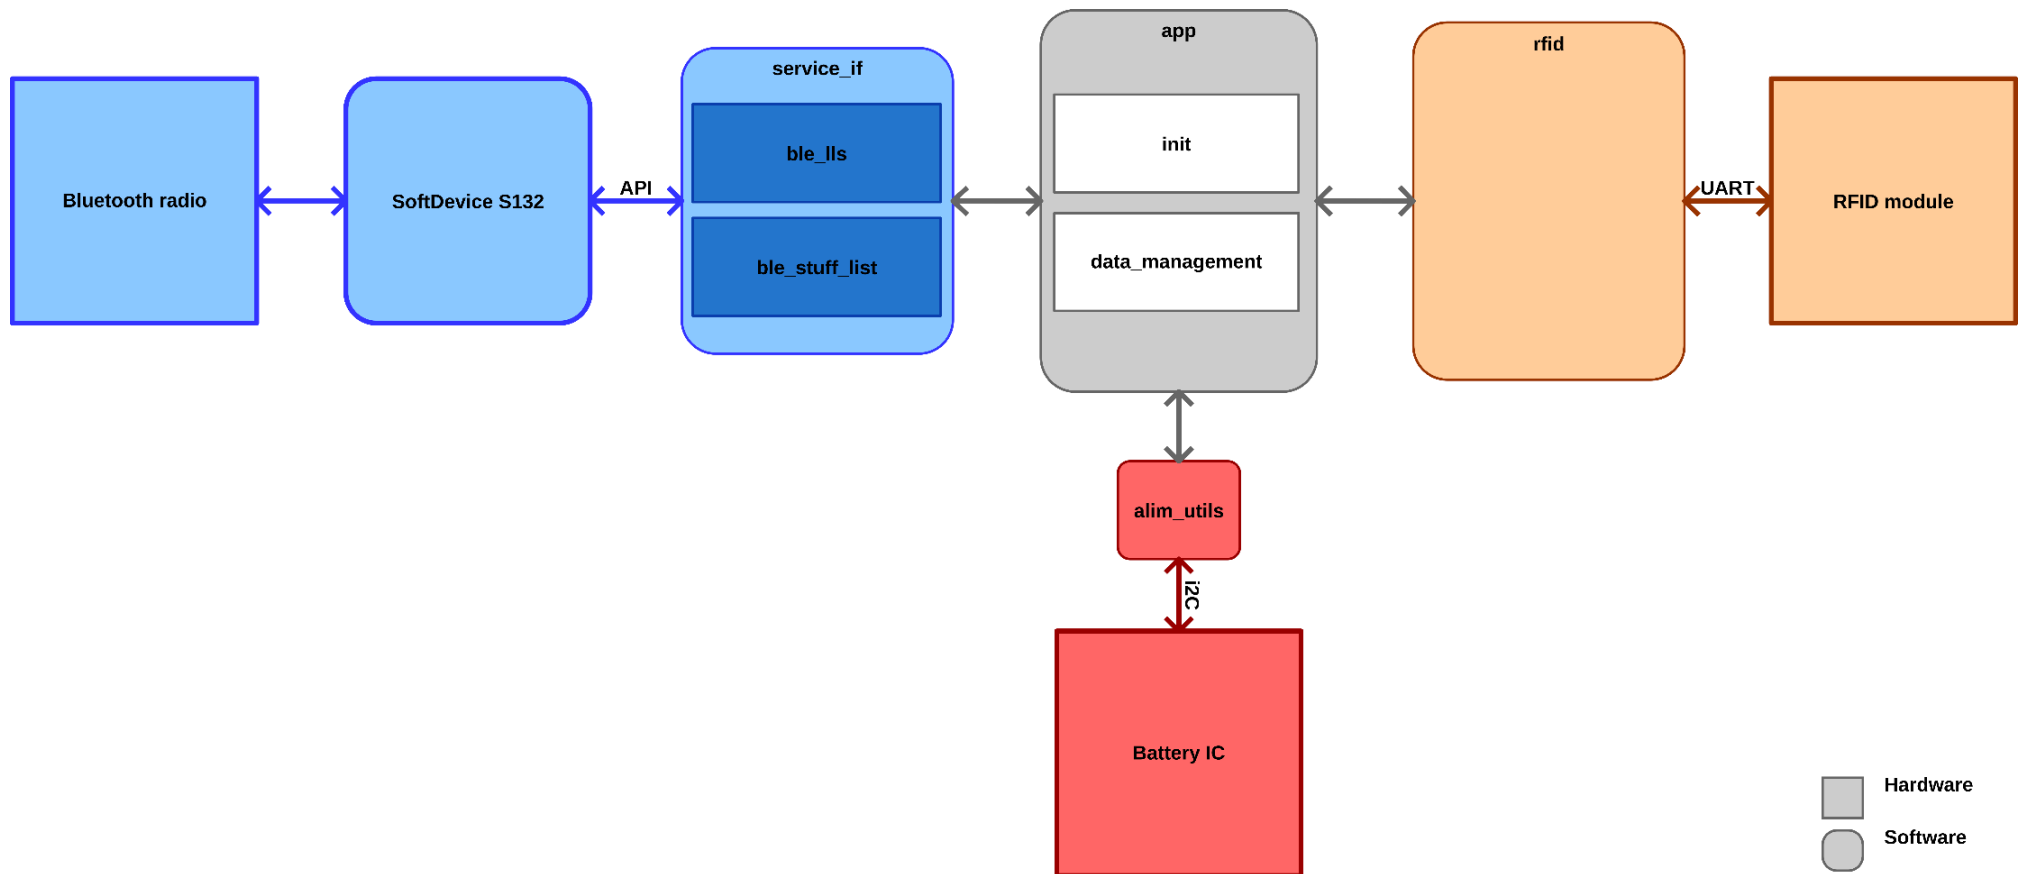 app
rfid
service_if
ble_lls
init
Bluetooth radio
SoftDevice S132
API
UART
RFID module
ble_stuff_list
data_management
alim_utils
i2C
Battery IC
Hardware
Software